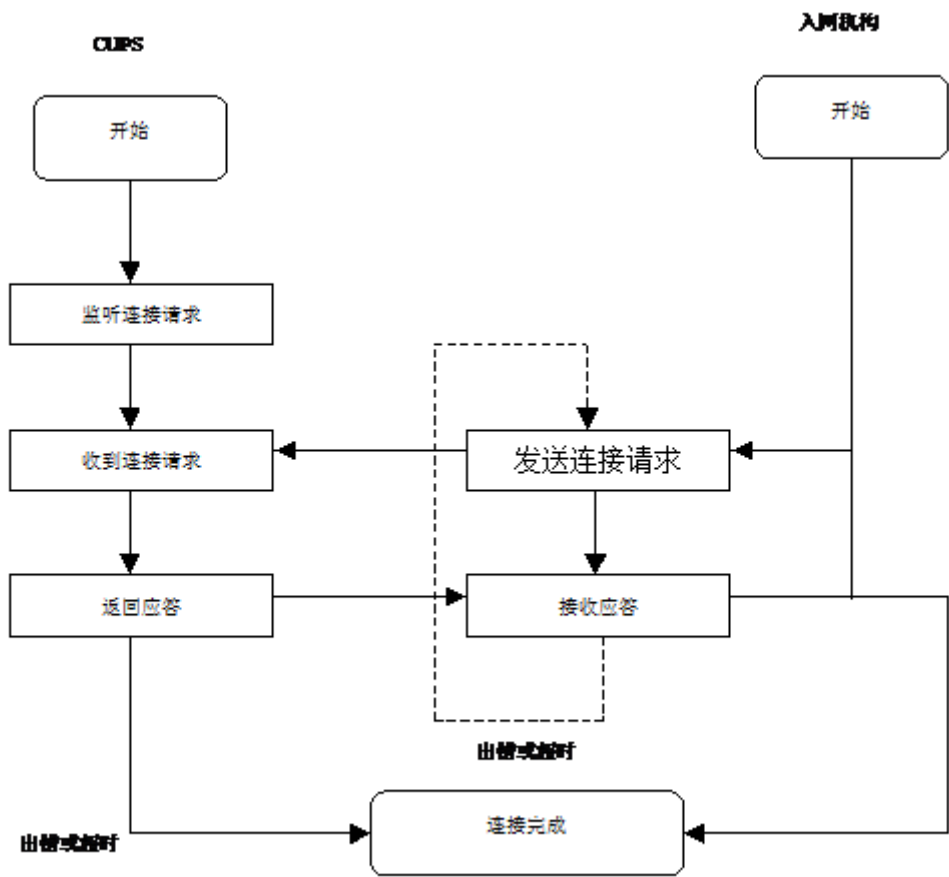 入网机构
CUPS
开始
开始
监听连接请求
收到连接请求
发送连接请求
返回应答
接收应答
出错或超时
连接完成
出错或超时